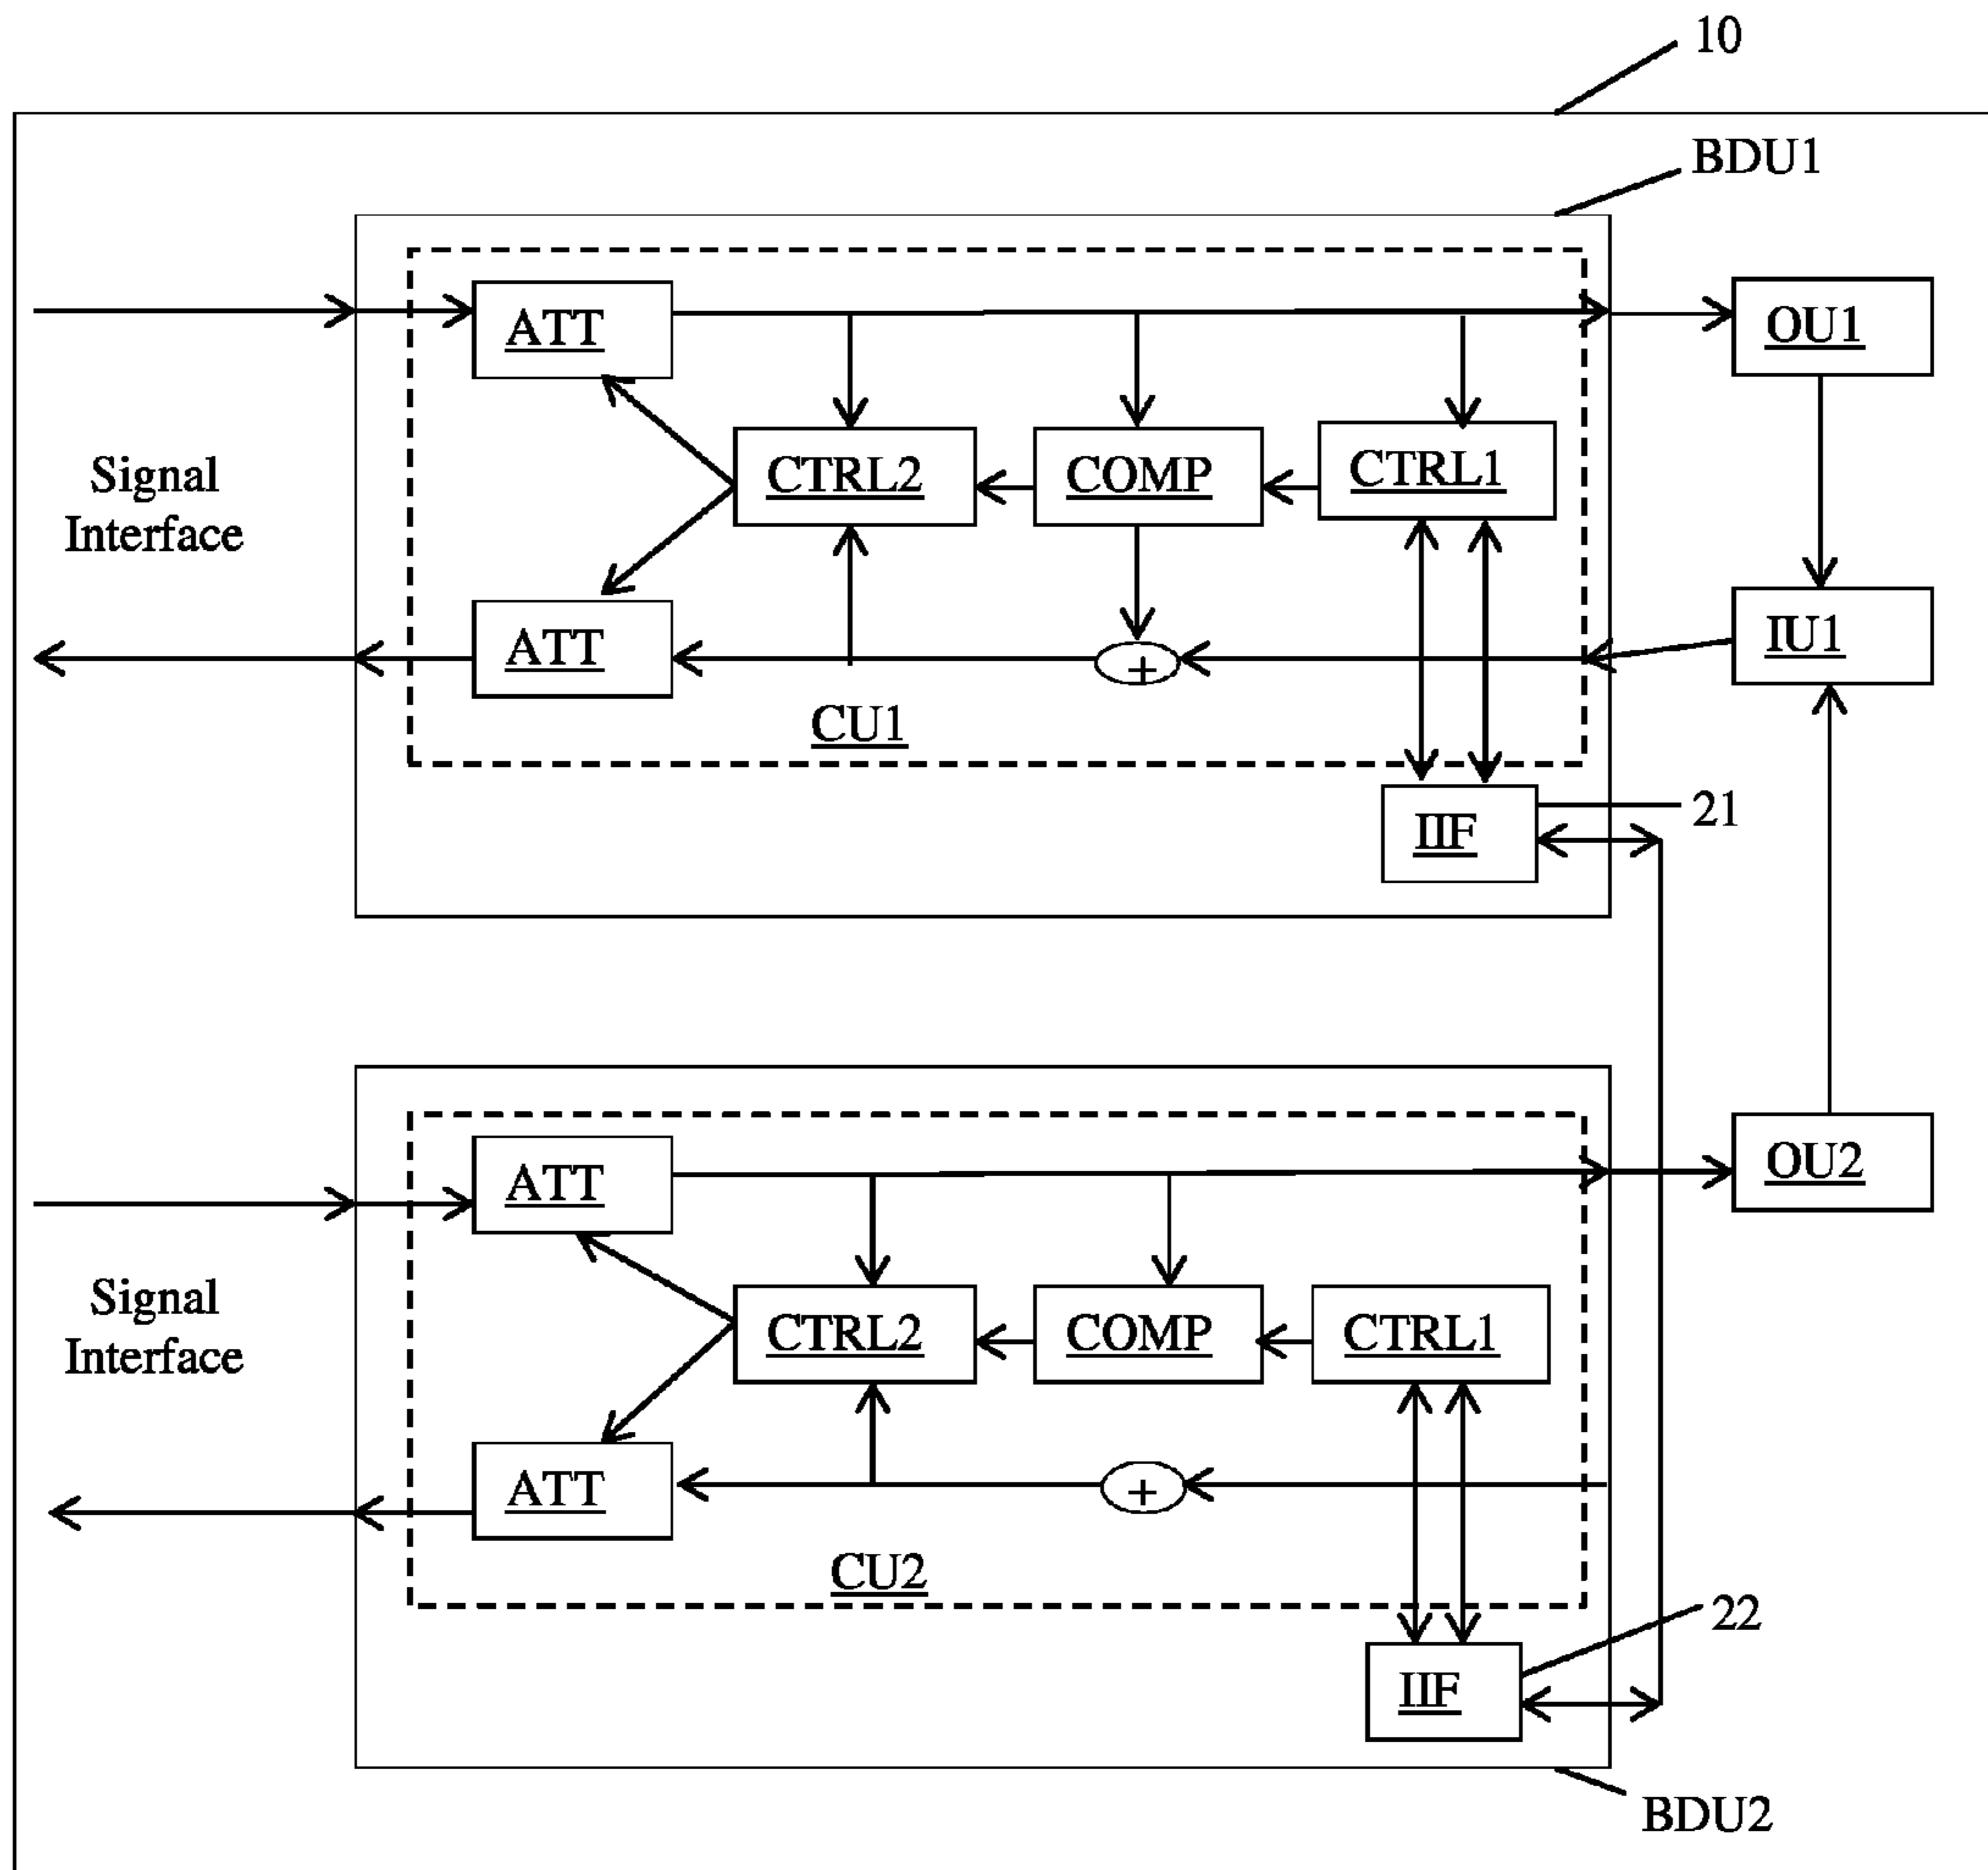 10
BDU1
ATT
OU1
CTRL2
COMP
CTRL1
Signal
Interface
ATT
+
IU1
CU1
IIF
21
ATT
OU2
CTRL2
COMP
CTRL1
Signal
Interface
ATT
+
CU2
22
IIF
BDU2